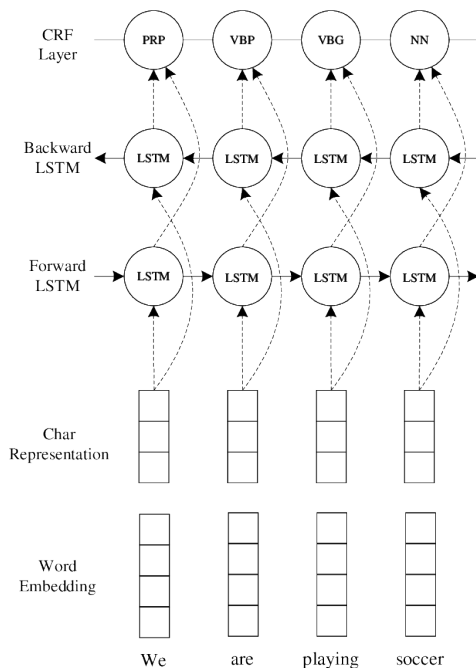 CRF
Layer
PRP
VBP
VBG
NN
Backward
LSTM
LSTM
LSTM
LSTM
LSTM
Forward
LSTM
LSTM
LSTM
LSTM
LSTM
Char
Representation
Word
Embedding
We are playing soccer